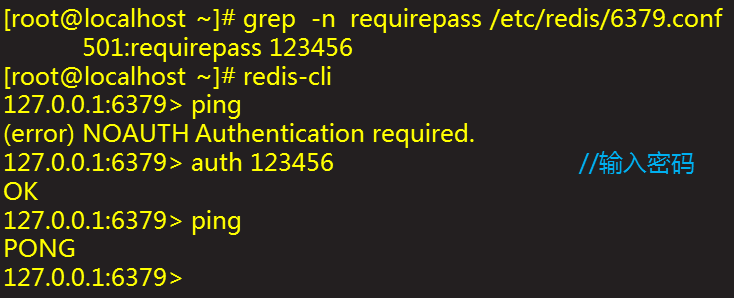 [root@localhost ~]# grep -n requirepass /etc/redis/6379.conf
501:requirepass 123456
[root@localhost ~]# redis-cli
127.0.0.1:6379> ping
(error) NOAUTH Authentication required.
127.0.0.1:6379> auth 123456 //输入密码
OK
127.0.0.1:6379> ping
PONG
127.0.0.1:6379>